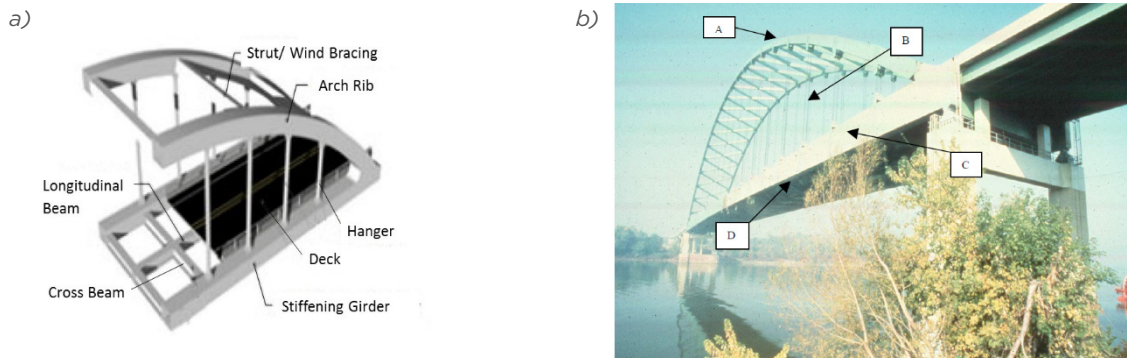 a)
Strut/ Wind Bracing
Arch Rib
Longitudinal
Beam
Hanger
Deck
Cross Beam
Stiffening Girder
b)
A
B
C
D